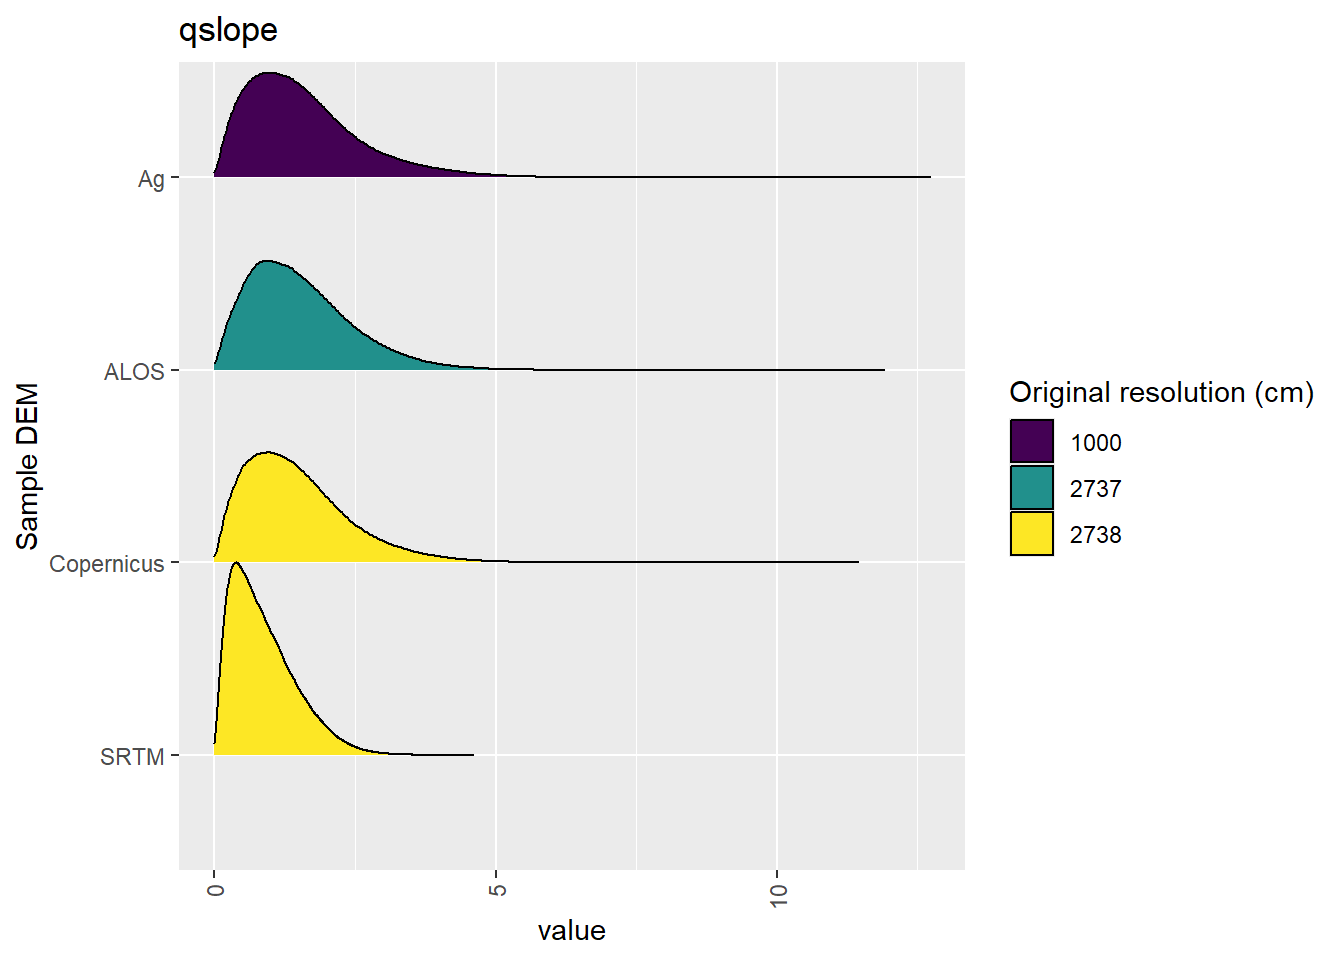 qslope
Sample DEM
Ag
ALOS
Copernicus
SRTM
0
5
10
value
Original resolution (cm)
1000
2737
2738